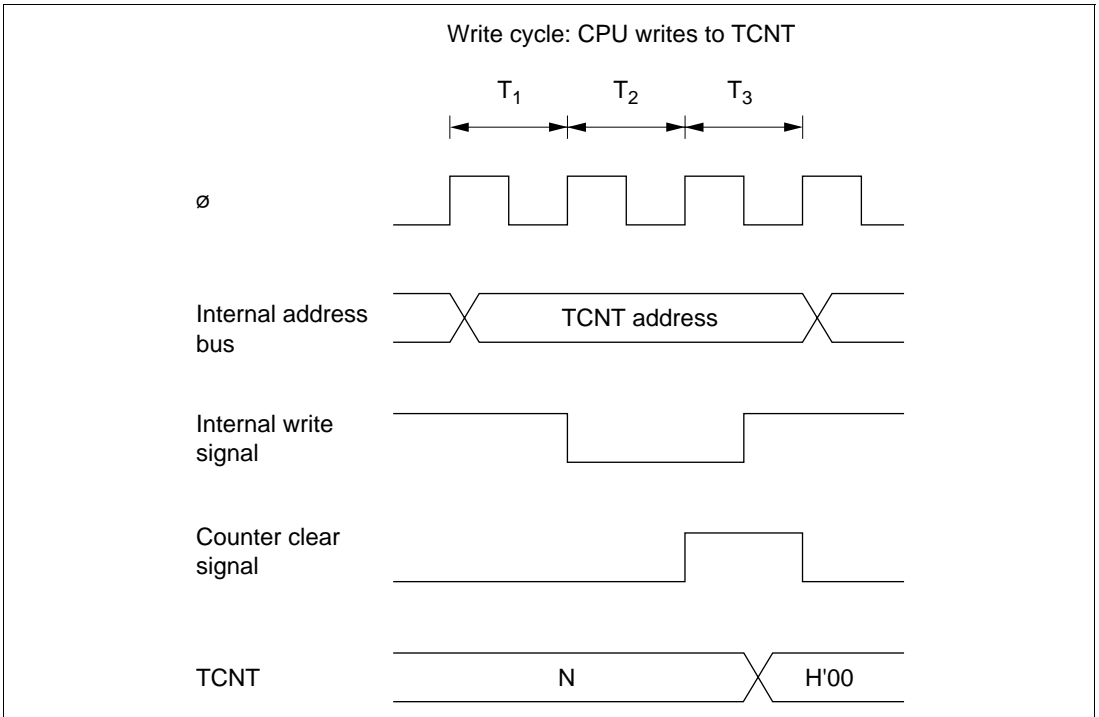 Write cycle: CPU writes to TCNT
T1 T2 T3
ø
Internal address
bus
TCNT address
Internal write
signal
Counter clear
signal
TCNT N H'00